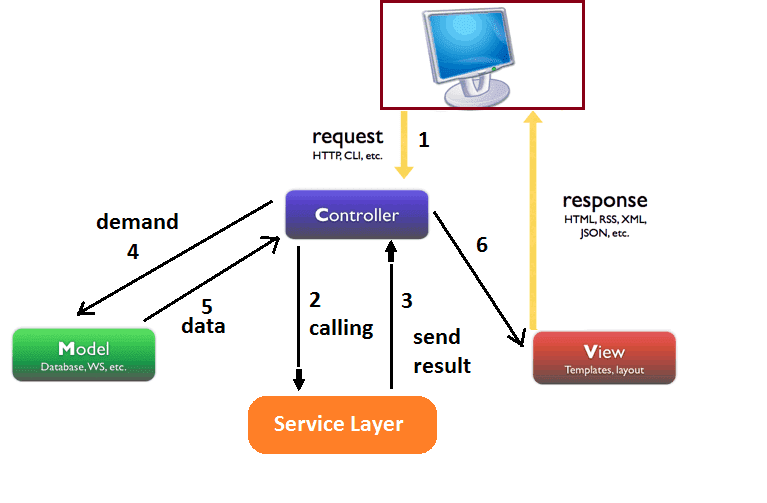 request
HTTP, CLI, etc.
1
Controller
response
HTML, RSS, XML,
JSON, etc.
demand
4
5
data
2
calling
3
send
result
6
Model
Database, WS, etc.
View
Templates, layout
Service Layer